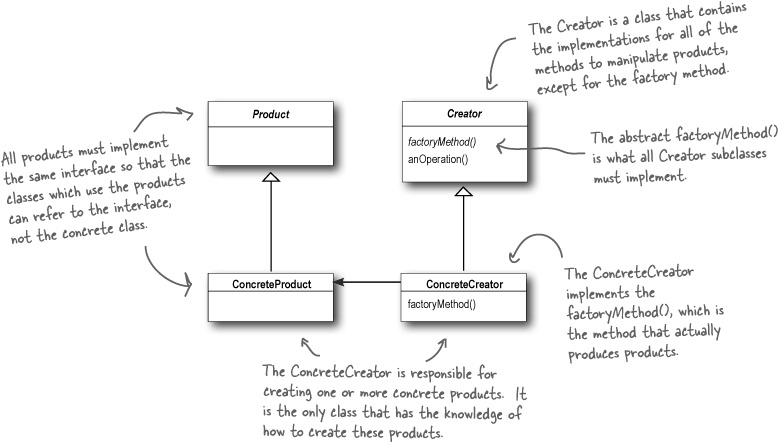 The Creator is a class that contains
the implementations for all of the
methods to manipulate products,
except for the factory method.
Product
Creator
factoryMethod()
anOperation()
All products must implement
the same interface so that the
classes which use the products
can refer to the interface,
not the concrete class.
The abstract factoryMethod()
is what all Creator subclasses
must implement.
ConcreteProduct
ConcreteCreator
factoryMethod()
The ConcreteCreator
implements the
factoryMethod(), which is
the method that actually
produces products.
The ConcreteCreator is responsible for
creating one or more concrete products. It
is the only class that has the knowledge of
how to create these products.